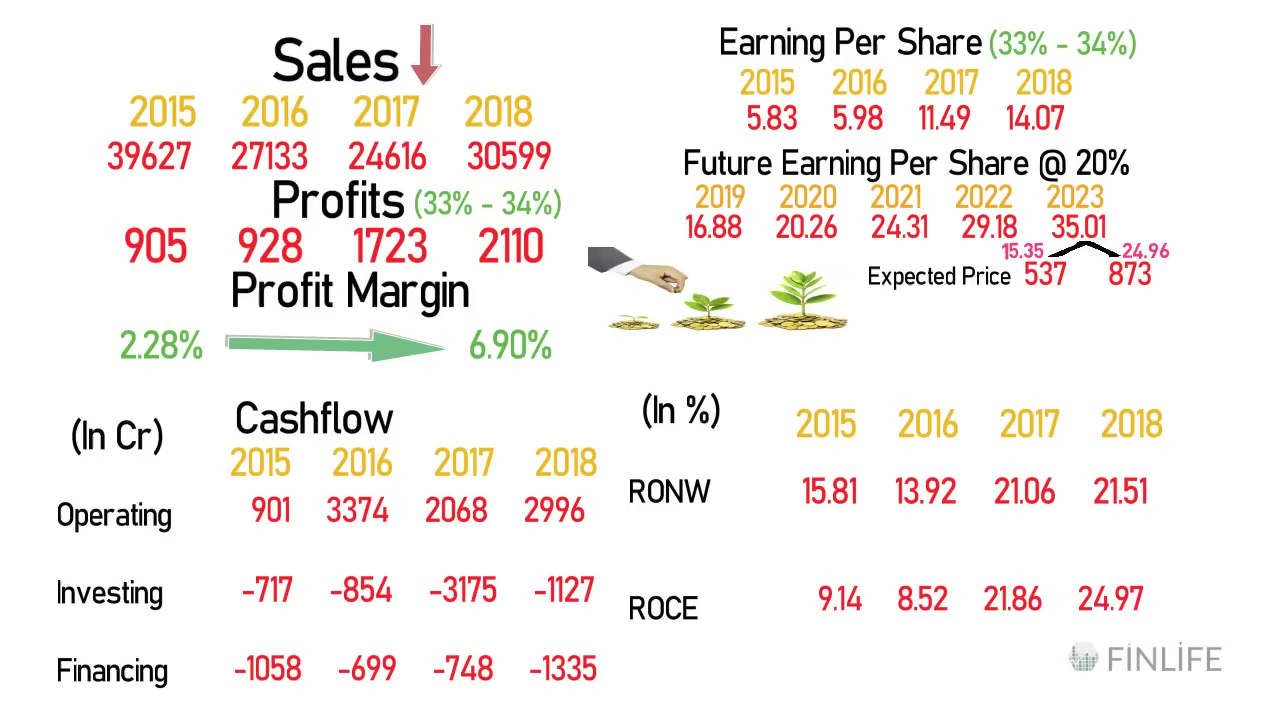 Sales
2015 2016 2017 2018
39627 27133 24616 30599
Profits (33% - 34%)
905 928 1723 2110
Profit Margin
2.28% 6.90%
Earning Per Share (33% - 34%)
2015 2016 2017 2018
5.83 5.98 11.49 14.07
Future Earning Per Share @ 20%
2019 2020 2021 2022 2023
16.88 20.26 24.31 29.18 35.01
15.35 24.96
Expected Price 537 873
(In Cr) Cashflow
2015 2016 2017 2018
Operating 901 3374 2068 2996
Investing -717 -854 -3175 -1127
Financing -1058 -699 -748 -1335
(In %) 2015 2016 2017 2018
RONW 15.81 13.92 21.06 21.51
ROCE 9.14 8.52 21.86 24.97
FİNLİFE